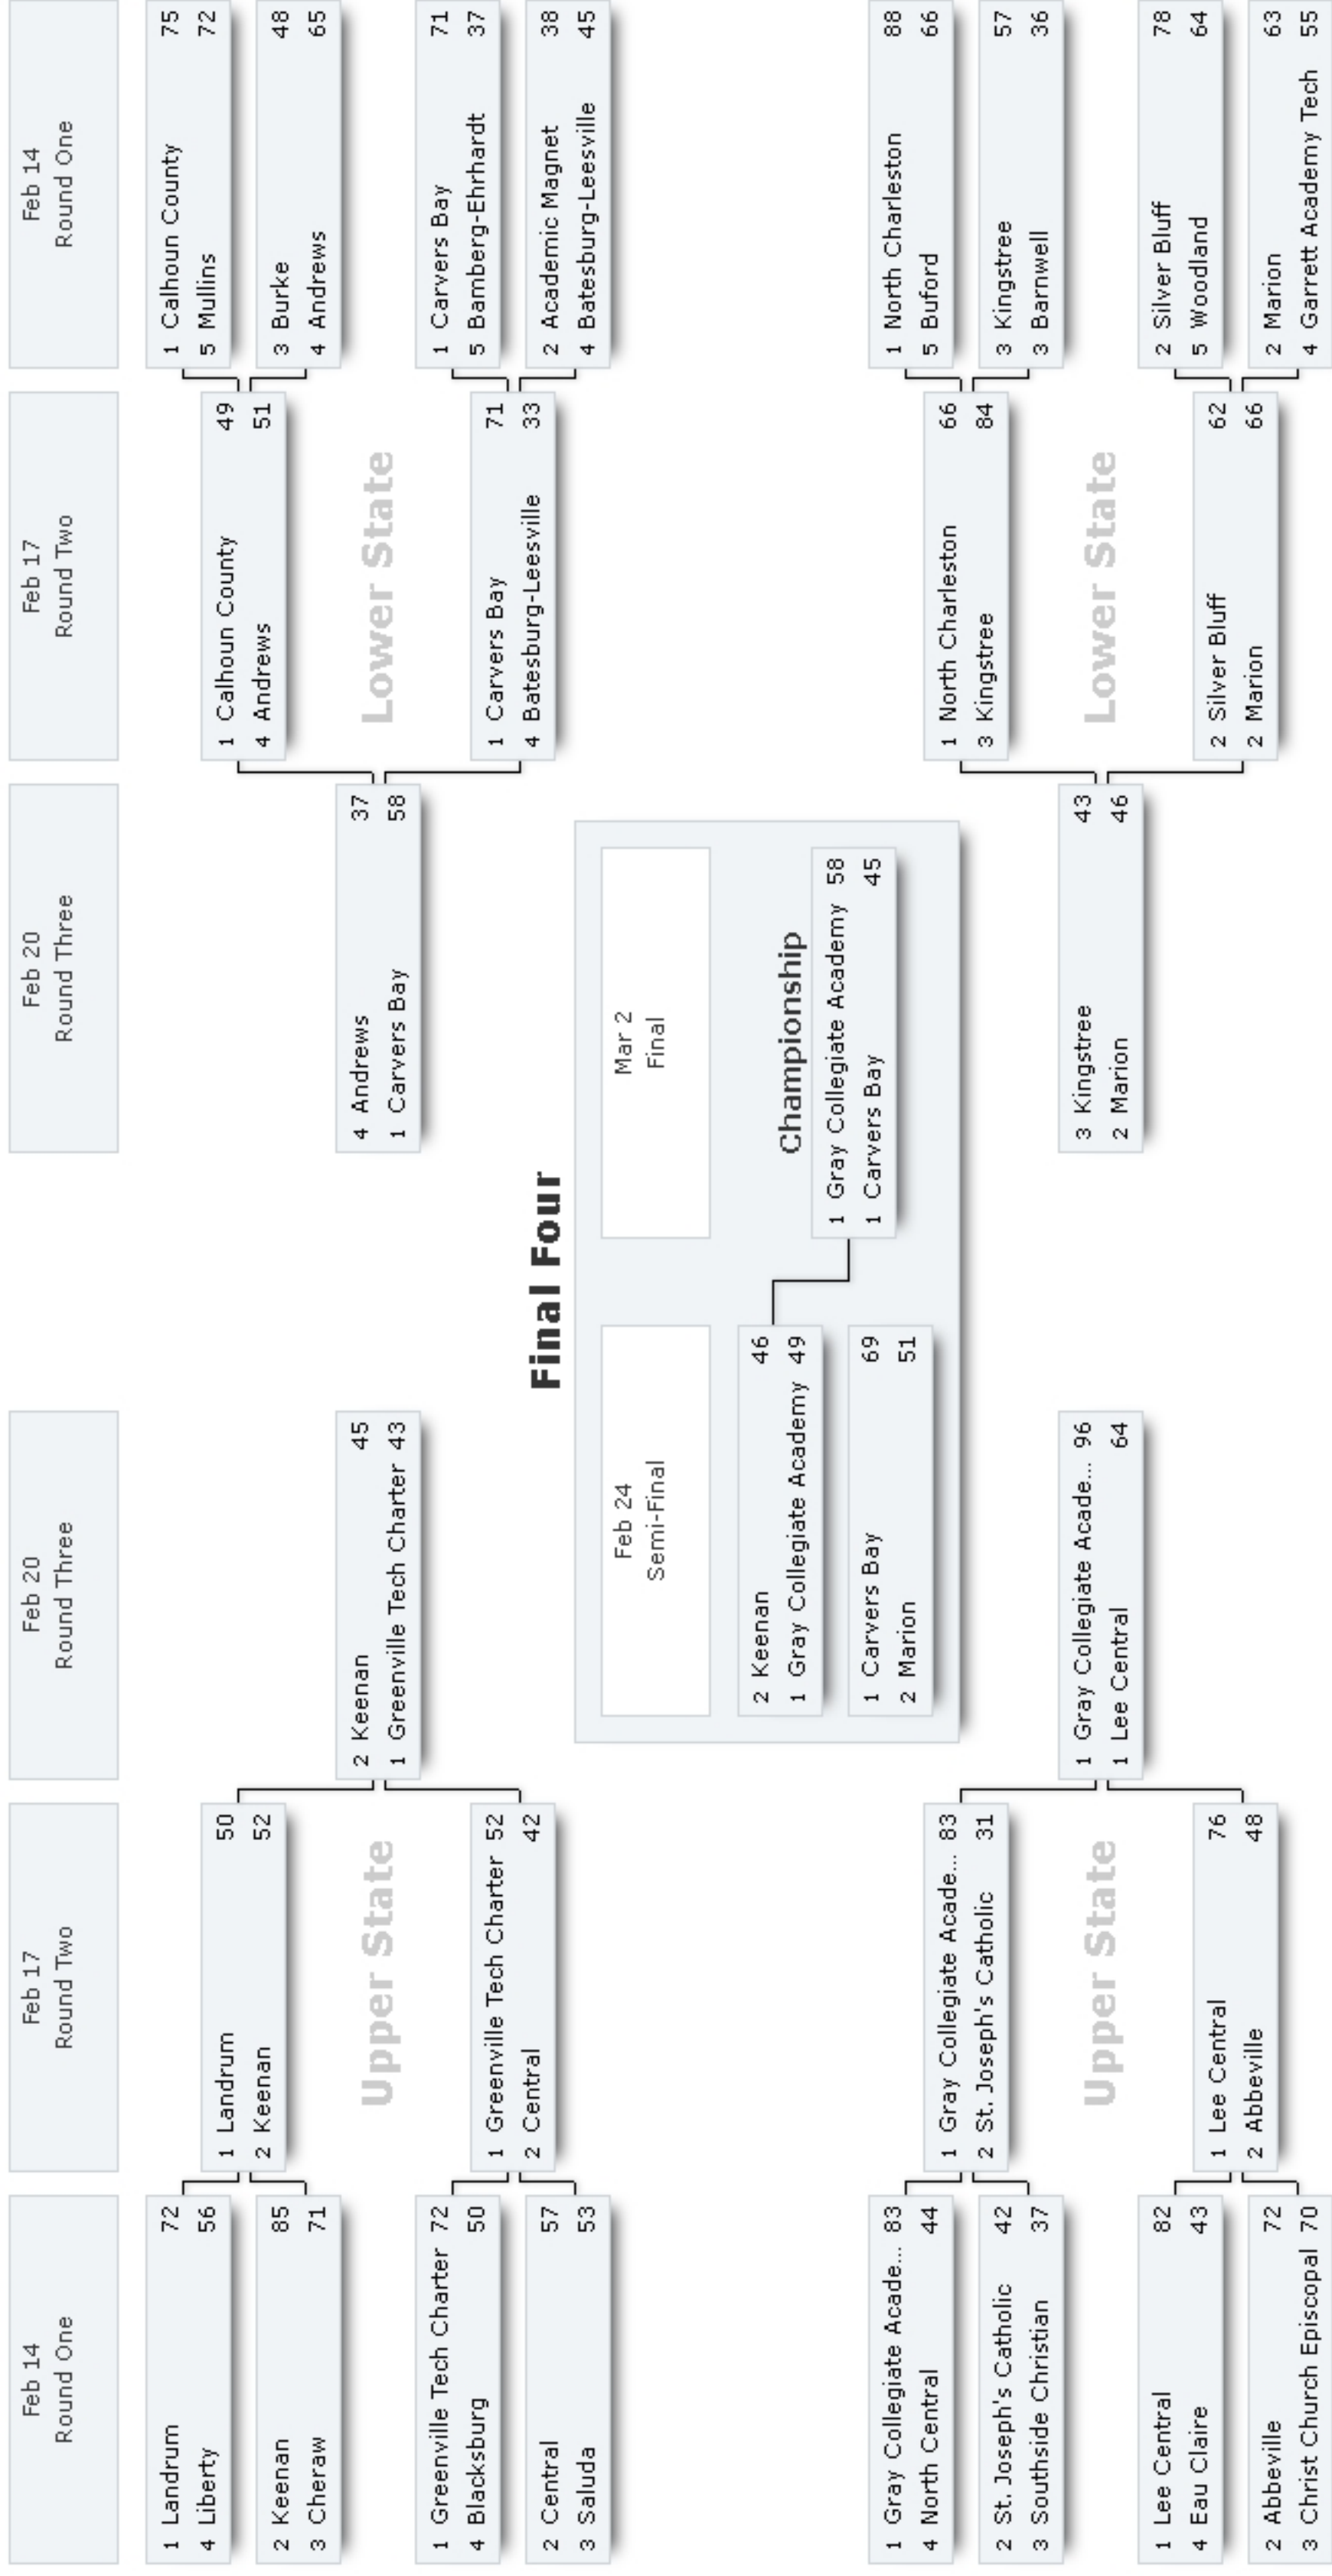 Feb 14
Round One
Feb 17
Round Two
Feb 20
Round Three
Feb 20
Round Three
Feb 17
Round Two
Feb 14
Round One
1 Landrum 72
4 Liberty 56
2 Keenan 85
3 Cheraw 71
1 Greenville Tech Charter 72
4 Blacksburg 50
2 Central 57
3 Saluda 53
1 Landrum 50
2 Keenan 52
Upper State
1 Greenville Tech Charter 52
2 Central 42
2 Keenan 45
1 Greenville Tech Charter 43
4 Andrews 37
1 Carvers Bay 58
1 Calhoun County 49
4 Andrews 51
Lower State
1 Carvers Bay 71
4 Batesburg-Leesville 33
1 Calhoun County 75
5 Mullins 72
3 Burke 48
4 Andrews 65
1 Carvers Bay 71
5 Bamberg-Ehrhardt 37
2 Academic Magnet 38
4 Batesburg-Leesville 45
Final Four
Feb 24
Semi-Final
Mar 2
Final
2 Keenan 46
1 Gray Collegiate Academy 49
1 Carvers Bay 69
2 Marion 51
Championship
1 Gray Collegiate Academy 58
1 Carvers Bay 45
1 Gray Collegiate Acade... 83
4 North Central 44
2 St. Joseph's Catholic 42
3 Southside Christian 37
1 Lee Central 82
4 Eau Claire 43
2 Abbeville 72
3 Christ Church Episcopal 70
1 Gray Collegiate Acade... 83
2 St. Joseph's Catholic 31
Upper State
1 Lee Central 76
2 Abbeville 48
1 Gray Collegiate Acade... 96
1 Lee Central 64
3 Kingstree 43
2 Marion 46
1 North Charleston 66
3 Kingstree 84
Lower State
2 Silver Bluff 62
2 Marion 66
1 North Charleston 88
5 Buford 66
3 Kingstree 57
3 Barnwell 36
2 Silver Bluff 78
5 Woodland 64
2 Marion 63
4 Garrett Academy Tech 55